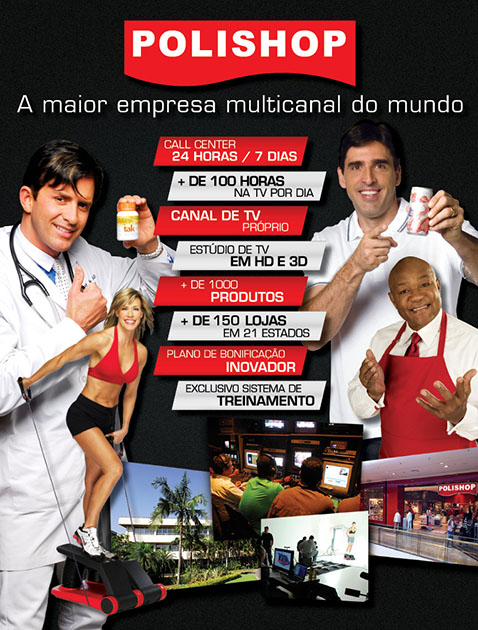 POLISHOP
A maior empresa multicanal do mundo
CALL CENTER
24 HORAS / 7 DIAS
+ DE 100 HORAS
NA TV POR DIA
CANAL DE TV
PRÓPRIO
ESTÚDIO DE TV
EM HD E 3D
+ DE 1000
PRODUTOS
+ DE 150 LOJAS
EM 21 ESTADOS
PLANO DE BONIFICAÇÃO
INOVADOR
EXCLUSIVO SISTEMA DE
TREINAMENTO
POLISHOP